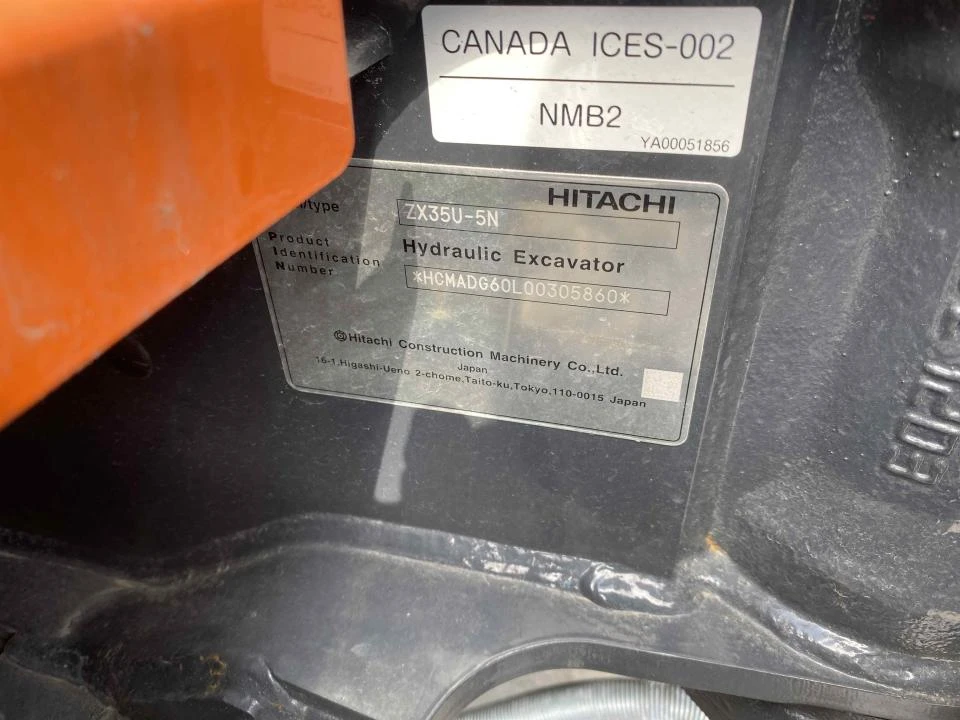 CANADA ICES-002
NMB2
YA00051856
HITACHI
/type
ZX35U-5N
Hydraulic Excavator
Product
Identification
Number
*HCMADG60L00305860*
©Hitachi Construction Machinery Co.,Ltd.
Japan
16-1,Higashi-Ueno 2-chome,Taito-ku,Tokyo,110-0015 Japan